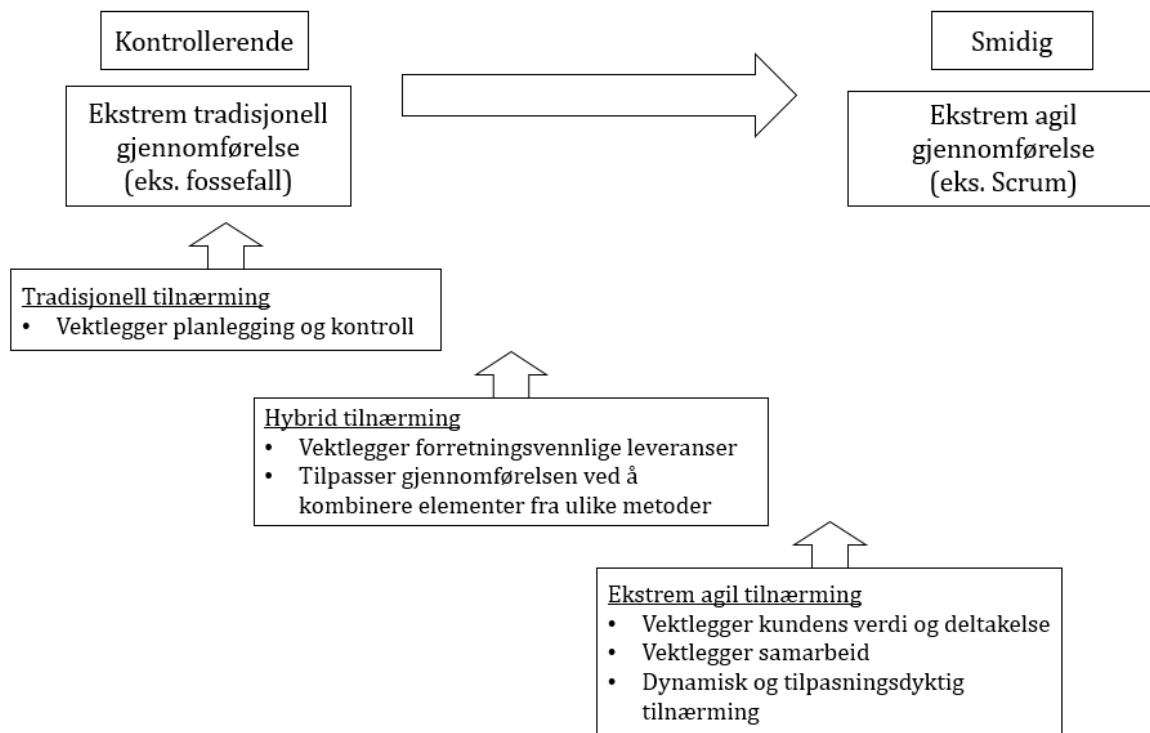 Kontrollerende
Smidig
Ekstrem tradisjonell
gjennomførelse
(eks. fossefall)
Ekstrem agil
gjennomførelse
(eks. Scrum)
Tradisjonell tilnærming
• Vektlegger planlegging og kontroll
Hybrid tilnærming
• Vektlegger forretningsvennlige leveranser
• Tilpasser gjennomførelsen ved å
kombinere elementer fra ulike metoder
Ekstrem agil tilnærming
• Vektlegger kundens verdi og deltakelse
• Vektlegger samarbeid
• Dynamisk og tilpasningsdyktig
tilnærming